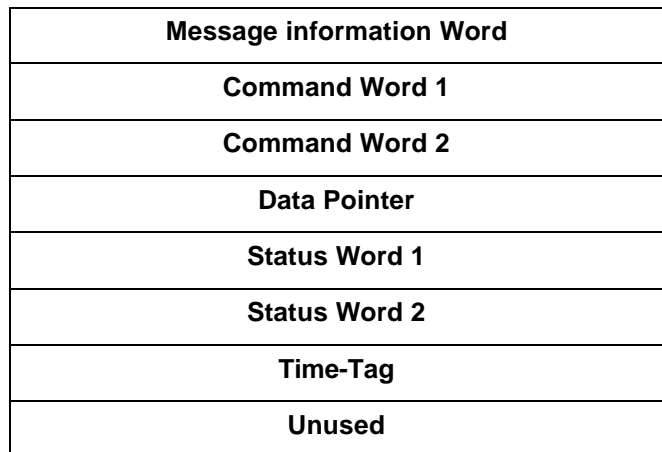 Message information Word
Command Word 1
Command Word 2
Data Pointer
Status Word 1
Status Word 2
Time-Tag
Unused